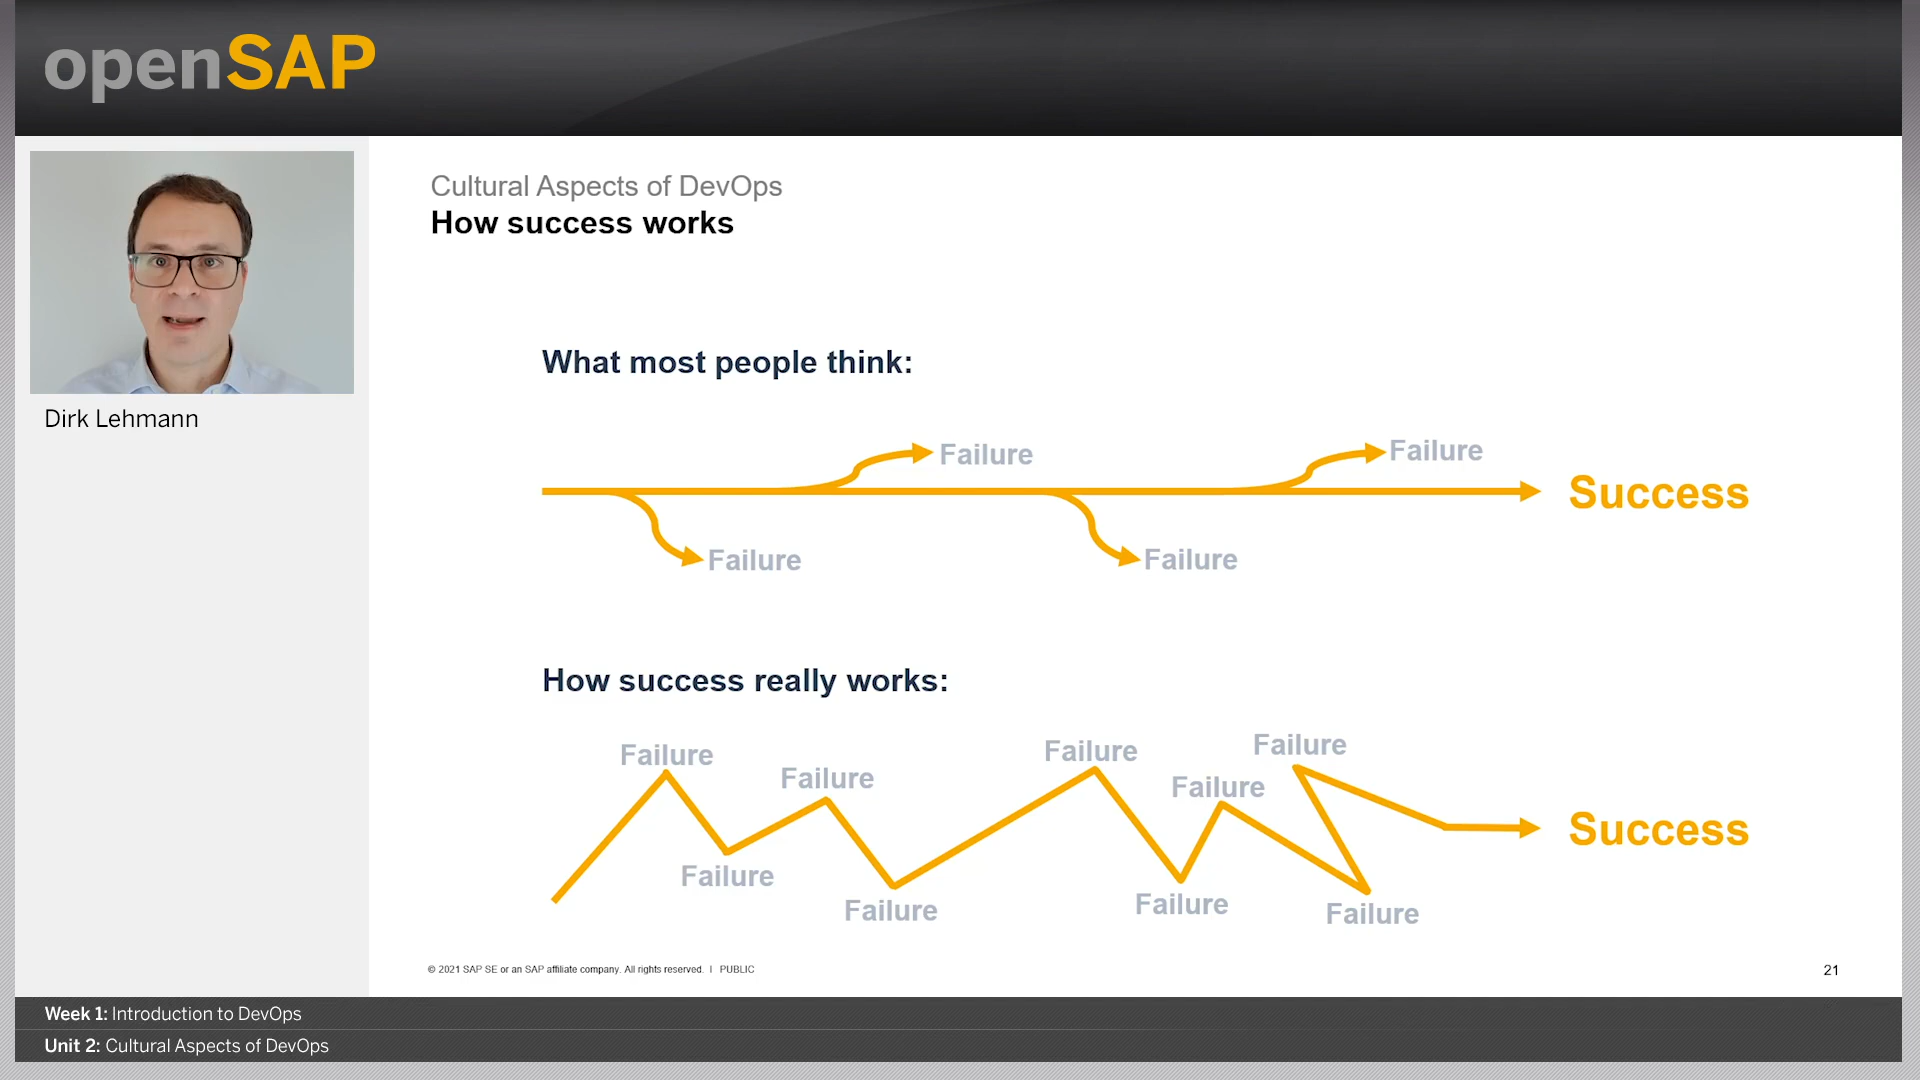 openSAP
Dirk Lehmann
Cultural Aspects of DevOps
How success works
What most people think:
Failure
Failure
Success
Failure
Failure
How success really works:
Failure
Failure
Failure
Failure
Failure
Success
Failure
Failure
Failure
Failure
© 2021 SAP SE or an SAP affiliate company. All rights reserved. | PUBLIC
21
Week 1: Introduction to DevOps
Unit 2: Cultural Aspects of DevOps